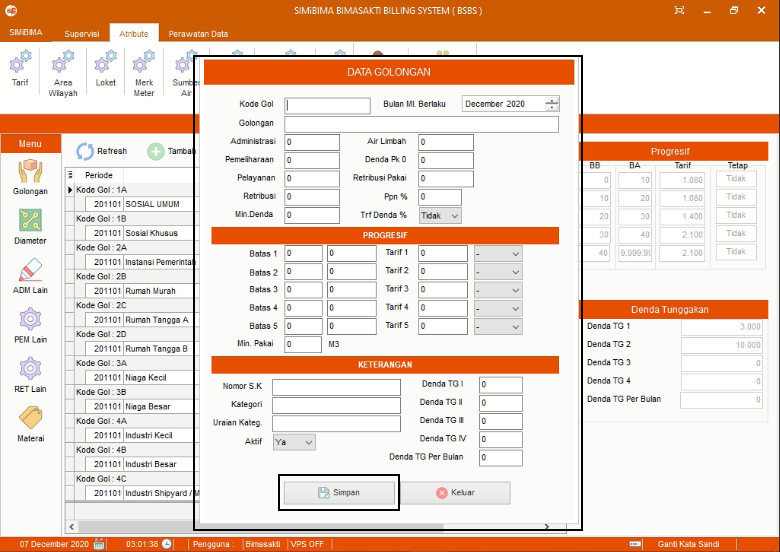 SIMiBIMA BIMASAKTI BILLING SYSTEM ( BSBS )
SIMiBIMA Supervisi Atribute Perawatan Data
Tarif
Area Wilayah
Loket
Merk Meter
Air
Menu
Golongan
Diameter
ADM Lain
PEM Lain
RET Lain
Materai
Refresh
Periode
Kode Gol : 1A
201101 SOSIAL UMUM
Kode Gol : 1B
201101 Sosial Khusus
Kode Gol : 2A
201101 Instansi Pemerintah
Kode Gol : 2B
201101 Rumah Murah
Kode Gol : 2C
201101 Rumah Tangga A
Kode Gol : 2D
201101 Rumah Tangga B
Kode Gol : 3A
201101 Niaga Kecil
Kode Gol : 3B
201101 Niaga Besar
Kode Gol : 4A
201101 Industri Kecil
Kode Gol : 4B
201101 Industri Besar
Kode Gol : 4C
201101 Industri Shipyard / M
DATA GOLONGAN
Kode Gol
Bulan Ml. Berlaku December 2020
Golongan
Administrasi 0 Air Limbah 0
Pemeliharaan 0 Denda Pk 0 0
Pelayanan 0 Retribusi Pakai 0
Retribusi 0 Ppn % 0
Min.Denda 0 Trf Denda % Tidak
PROGRESIF
Batas 1 0 0 Tarif 1 0 -
Batas 2 0 0 Tarif 2 0 -
Batas 3 0 0 Tarif 3 0 -
Batas 4 0 0 Tarif 4 0 -
Batas 5 0 0 Tarif 5 0 -
Min. Pakai 0 M3
KETERANGAN
Nomor S.K Denda TG I 0
Kategori Denda TG II 0
Uraian Kateg. Denda TG III 0
Aktif Ya Denda TG IV 0
Denda TG Per Bulan 0
Simpan Keluar
Progresif
BB BA Tarif Tetap
0 10 1.080 Tidak
10 20 1.080 Tidak
20 30 1.400 Tidak
30 40 2.100 Tidak
40 9.999.99 2.100 Tidak
Denda Tunggakan
Denda TG 1 3.000
Denda TG 2 10.000
Denda TG 3 0
Denda TG 4 0
Denda TG Per Bulan 0
07 December 2020 03:01:38 Pengguna : Bimasakti VPS OFF Ganti Kata Sandi